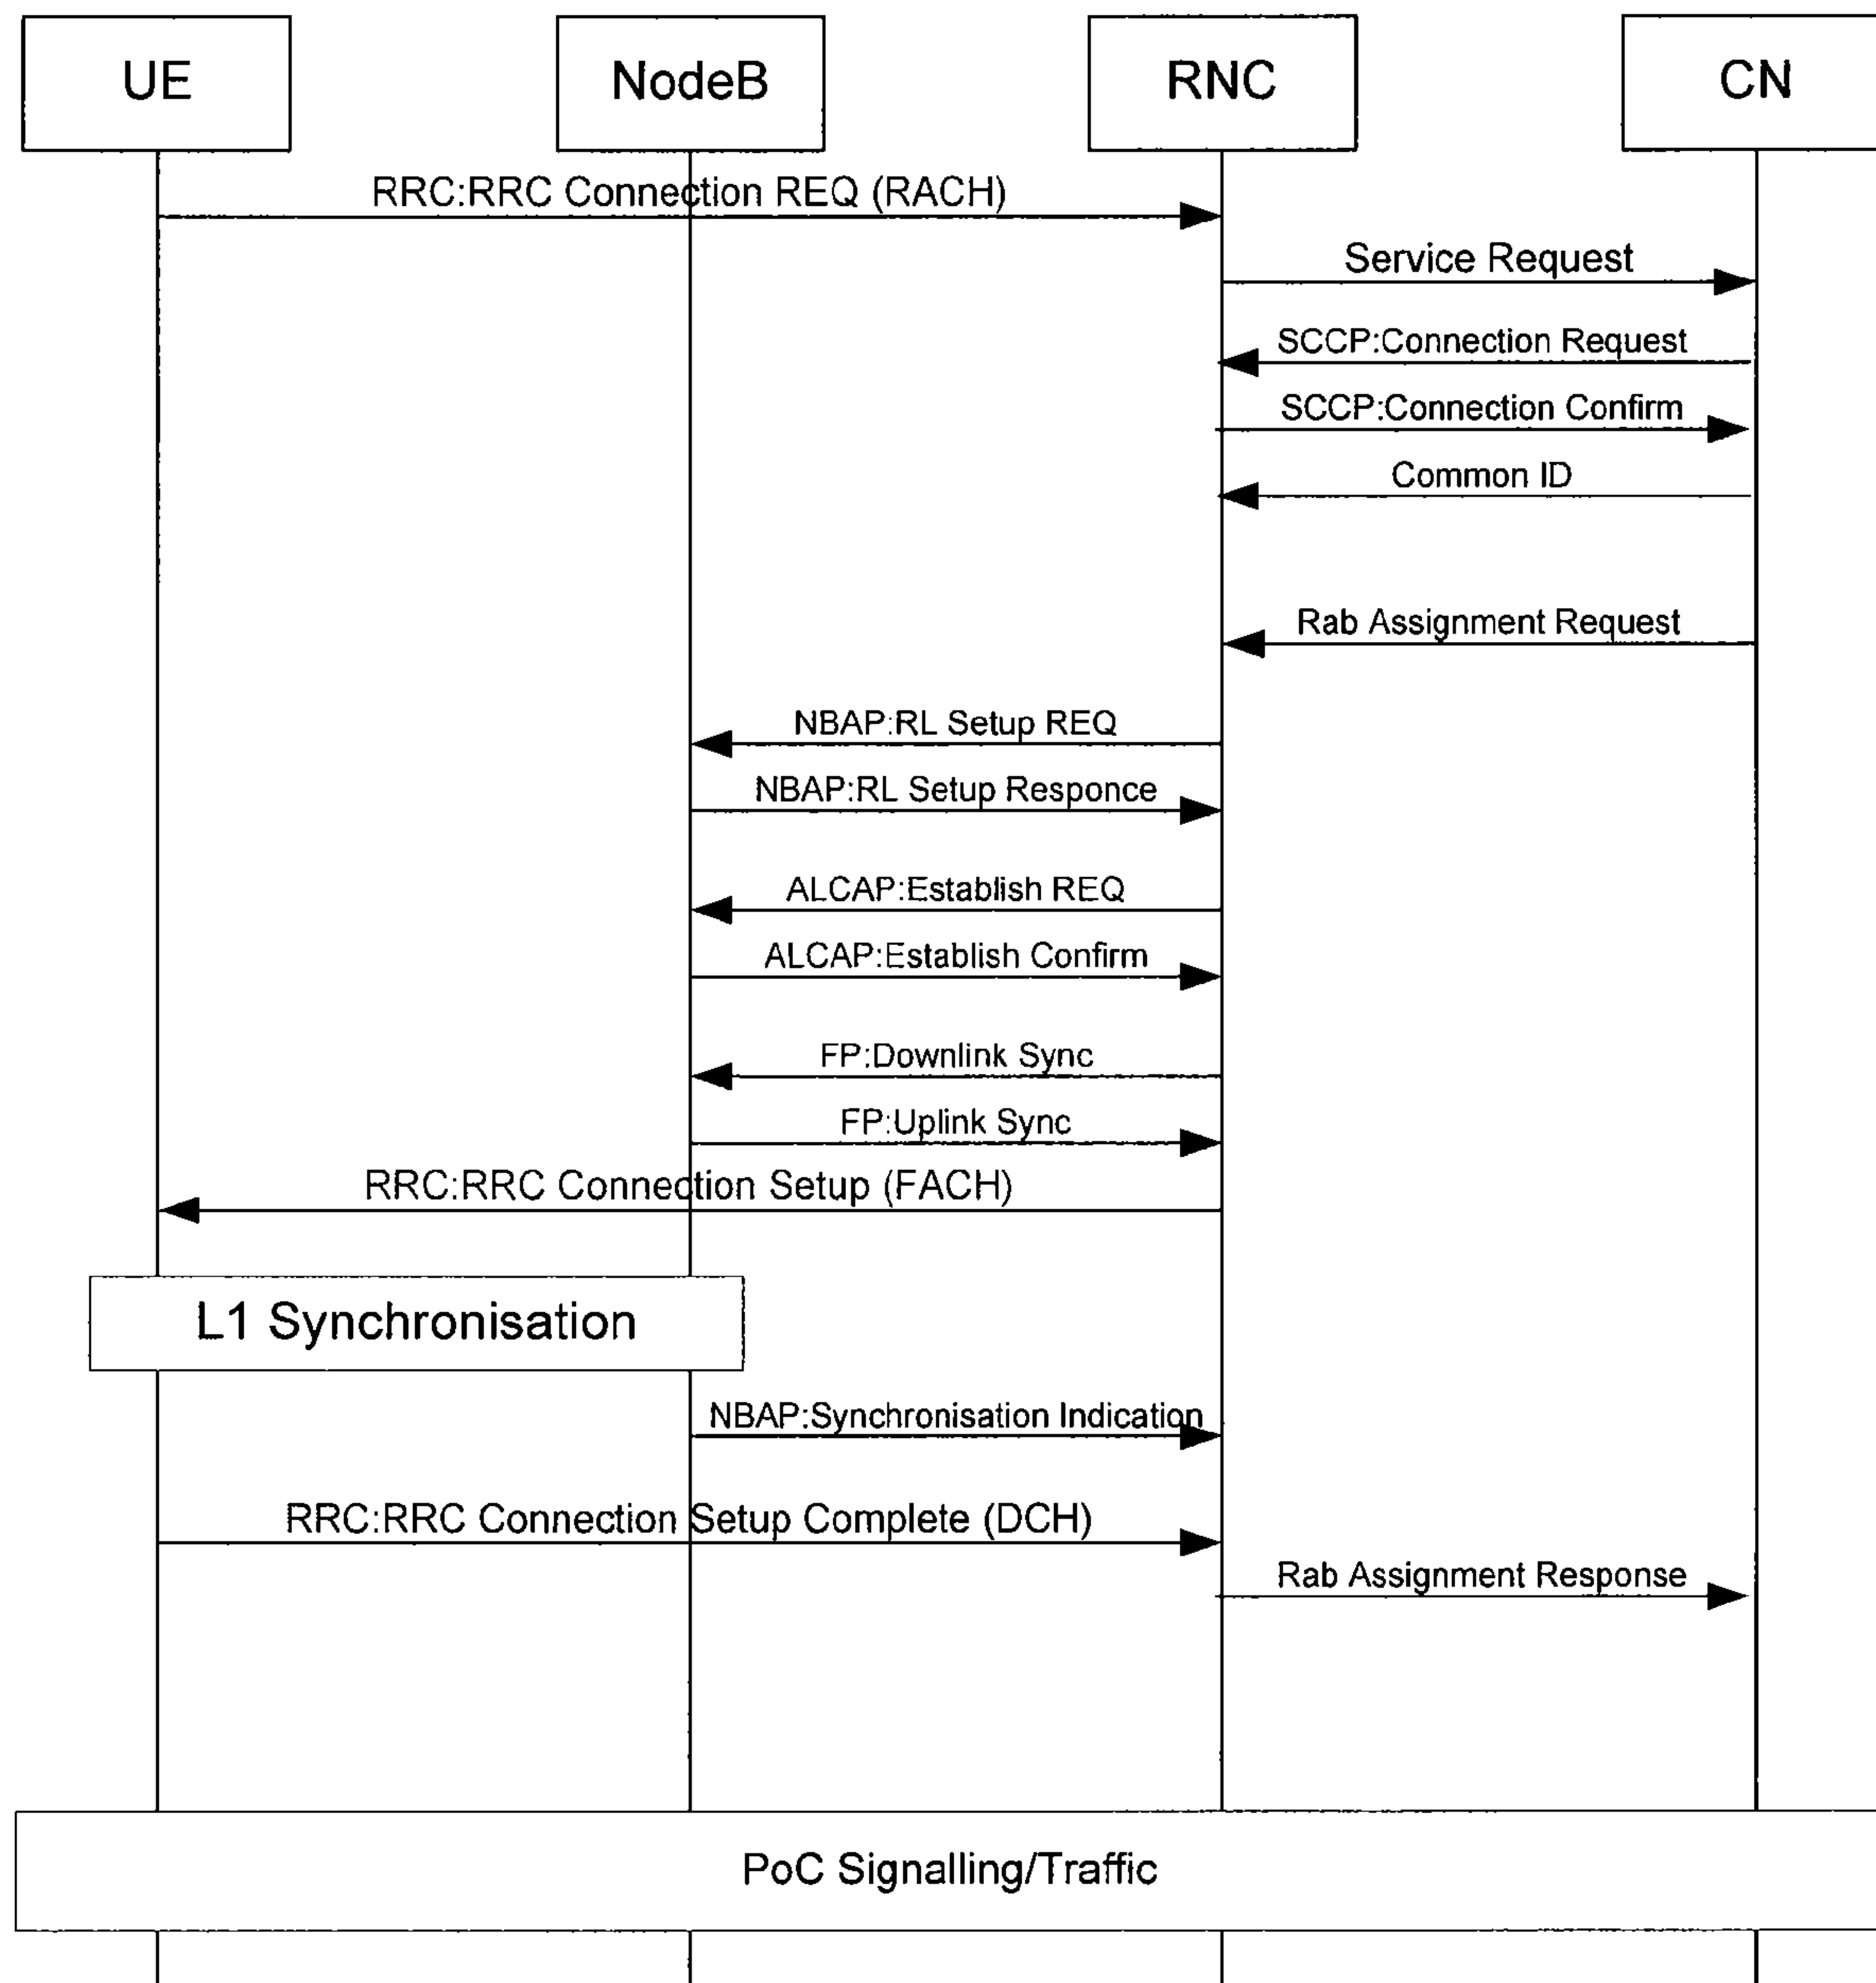 UE
NodeB
RNC
CN
RRC:RRC Connection REQ (RACH)
Service Request
SCCP:Connection Request
SCCP:Connection Confirm
Common ID
Rab Assignment Request
NBAP:RL Setup REQ
NBAP:RL Setup Responce
ALCAP:Establish REQ
ALCAP:Establish Confirm
FP:Downlink Sync
FP:Uplink Sync
RRC:RRC Connection Setup (FACH)
L1 Synchronisation
NBAP:Synchronisation Indication
RRC:RRC Connection Setup Complete (DCH)
Rab Assignment Response
PoC Signalling/Traffic